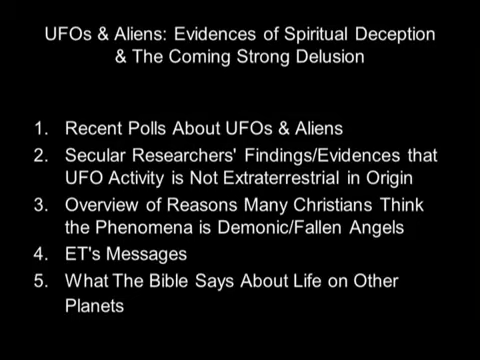 UFOs & Aliens: Evidences of Spiritual Deception
& The Coming Strong Delusion
1. Recent Polls About UFOs & Aliens
2. Secular Researchers' Findings/Evidences that
UFO Activity is Not Extraterrestrial in Origin
3. Overview of Reasons Many Christians Think
the Phenomena is Demonic/Fallen Angels
4. ET's Messages
5. What The Bible Says About Life on Other
Planets